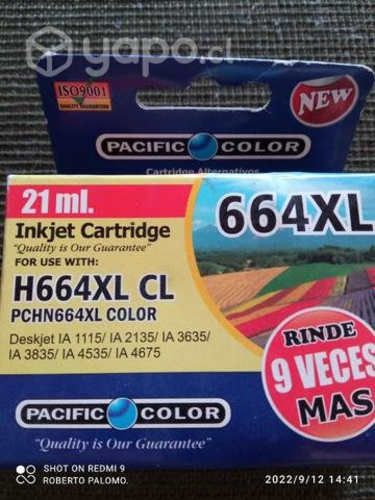 yapo.cl
ISO9001
QUALITY GUARANTEE
NEW
PACIFIC COLOR
Cartridge Alternativos
21 ml.
664XL
Inkjet Cartridge
"Quality is Our Guarantee"
FOR USE WITH:
H664XL CL
PCHN664XL COLOR
Deskjet IA 1115/ IA 2135/ IA 3635/
IA 3835/ IA 4535/ IA 4675
RINDE
9 VECES
MAS
PACIFIC COLOR
"Quality is Our Guarantee"
SHOT ON REDMI 9
ROBERTO PALOMO.
2022/9/12 14:41